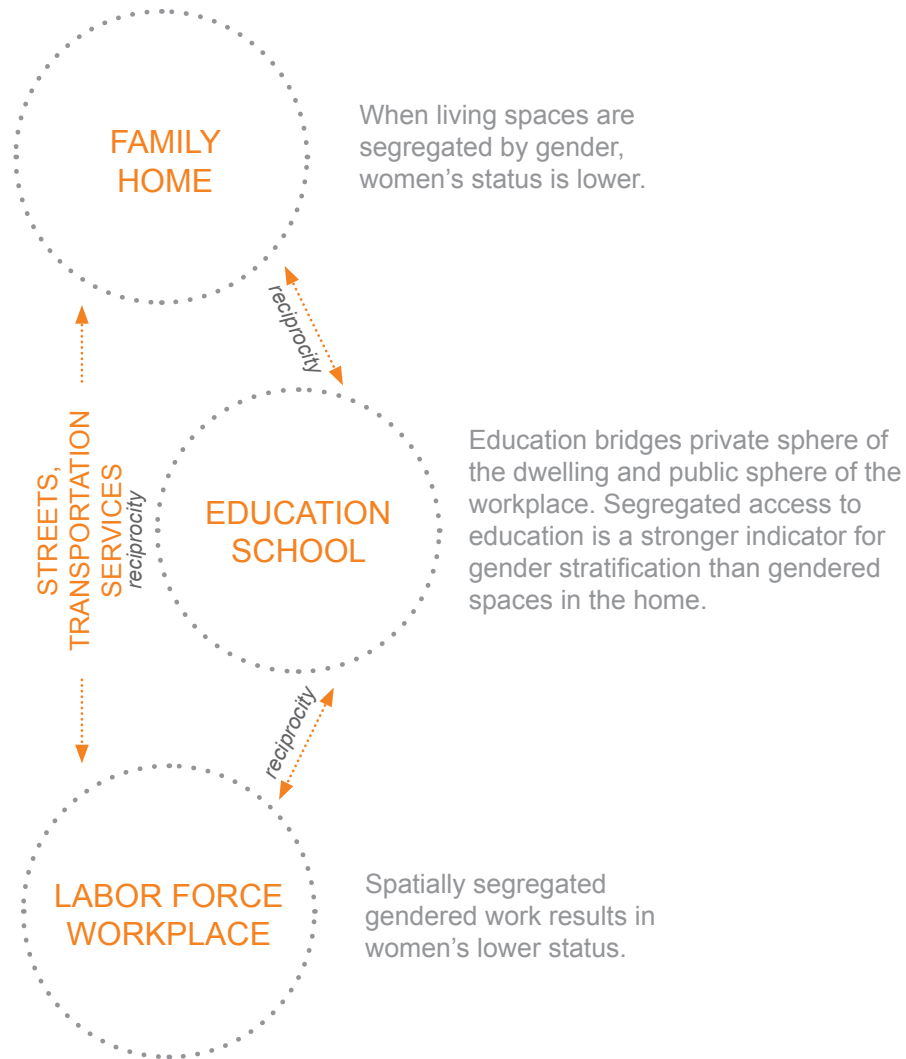 FAMILY
HOME
When living spaces are
segregated by gender,
women's status is lower.
reciprocity
STREETS,
TRANSPORTATION
SERVICES
reciprocity
EDUCATION
SCHOOL
Education bridges private sphere of
the dwelling and public sphere of the
workplace. Segregated access to
education is a stronger indicator for
gender stratification than gendered
spaces in the home.
reciprocity
LABOR FORCE
WORKPLACE
Spatially segregated
gendered work results in
women's lower status.